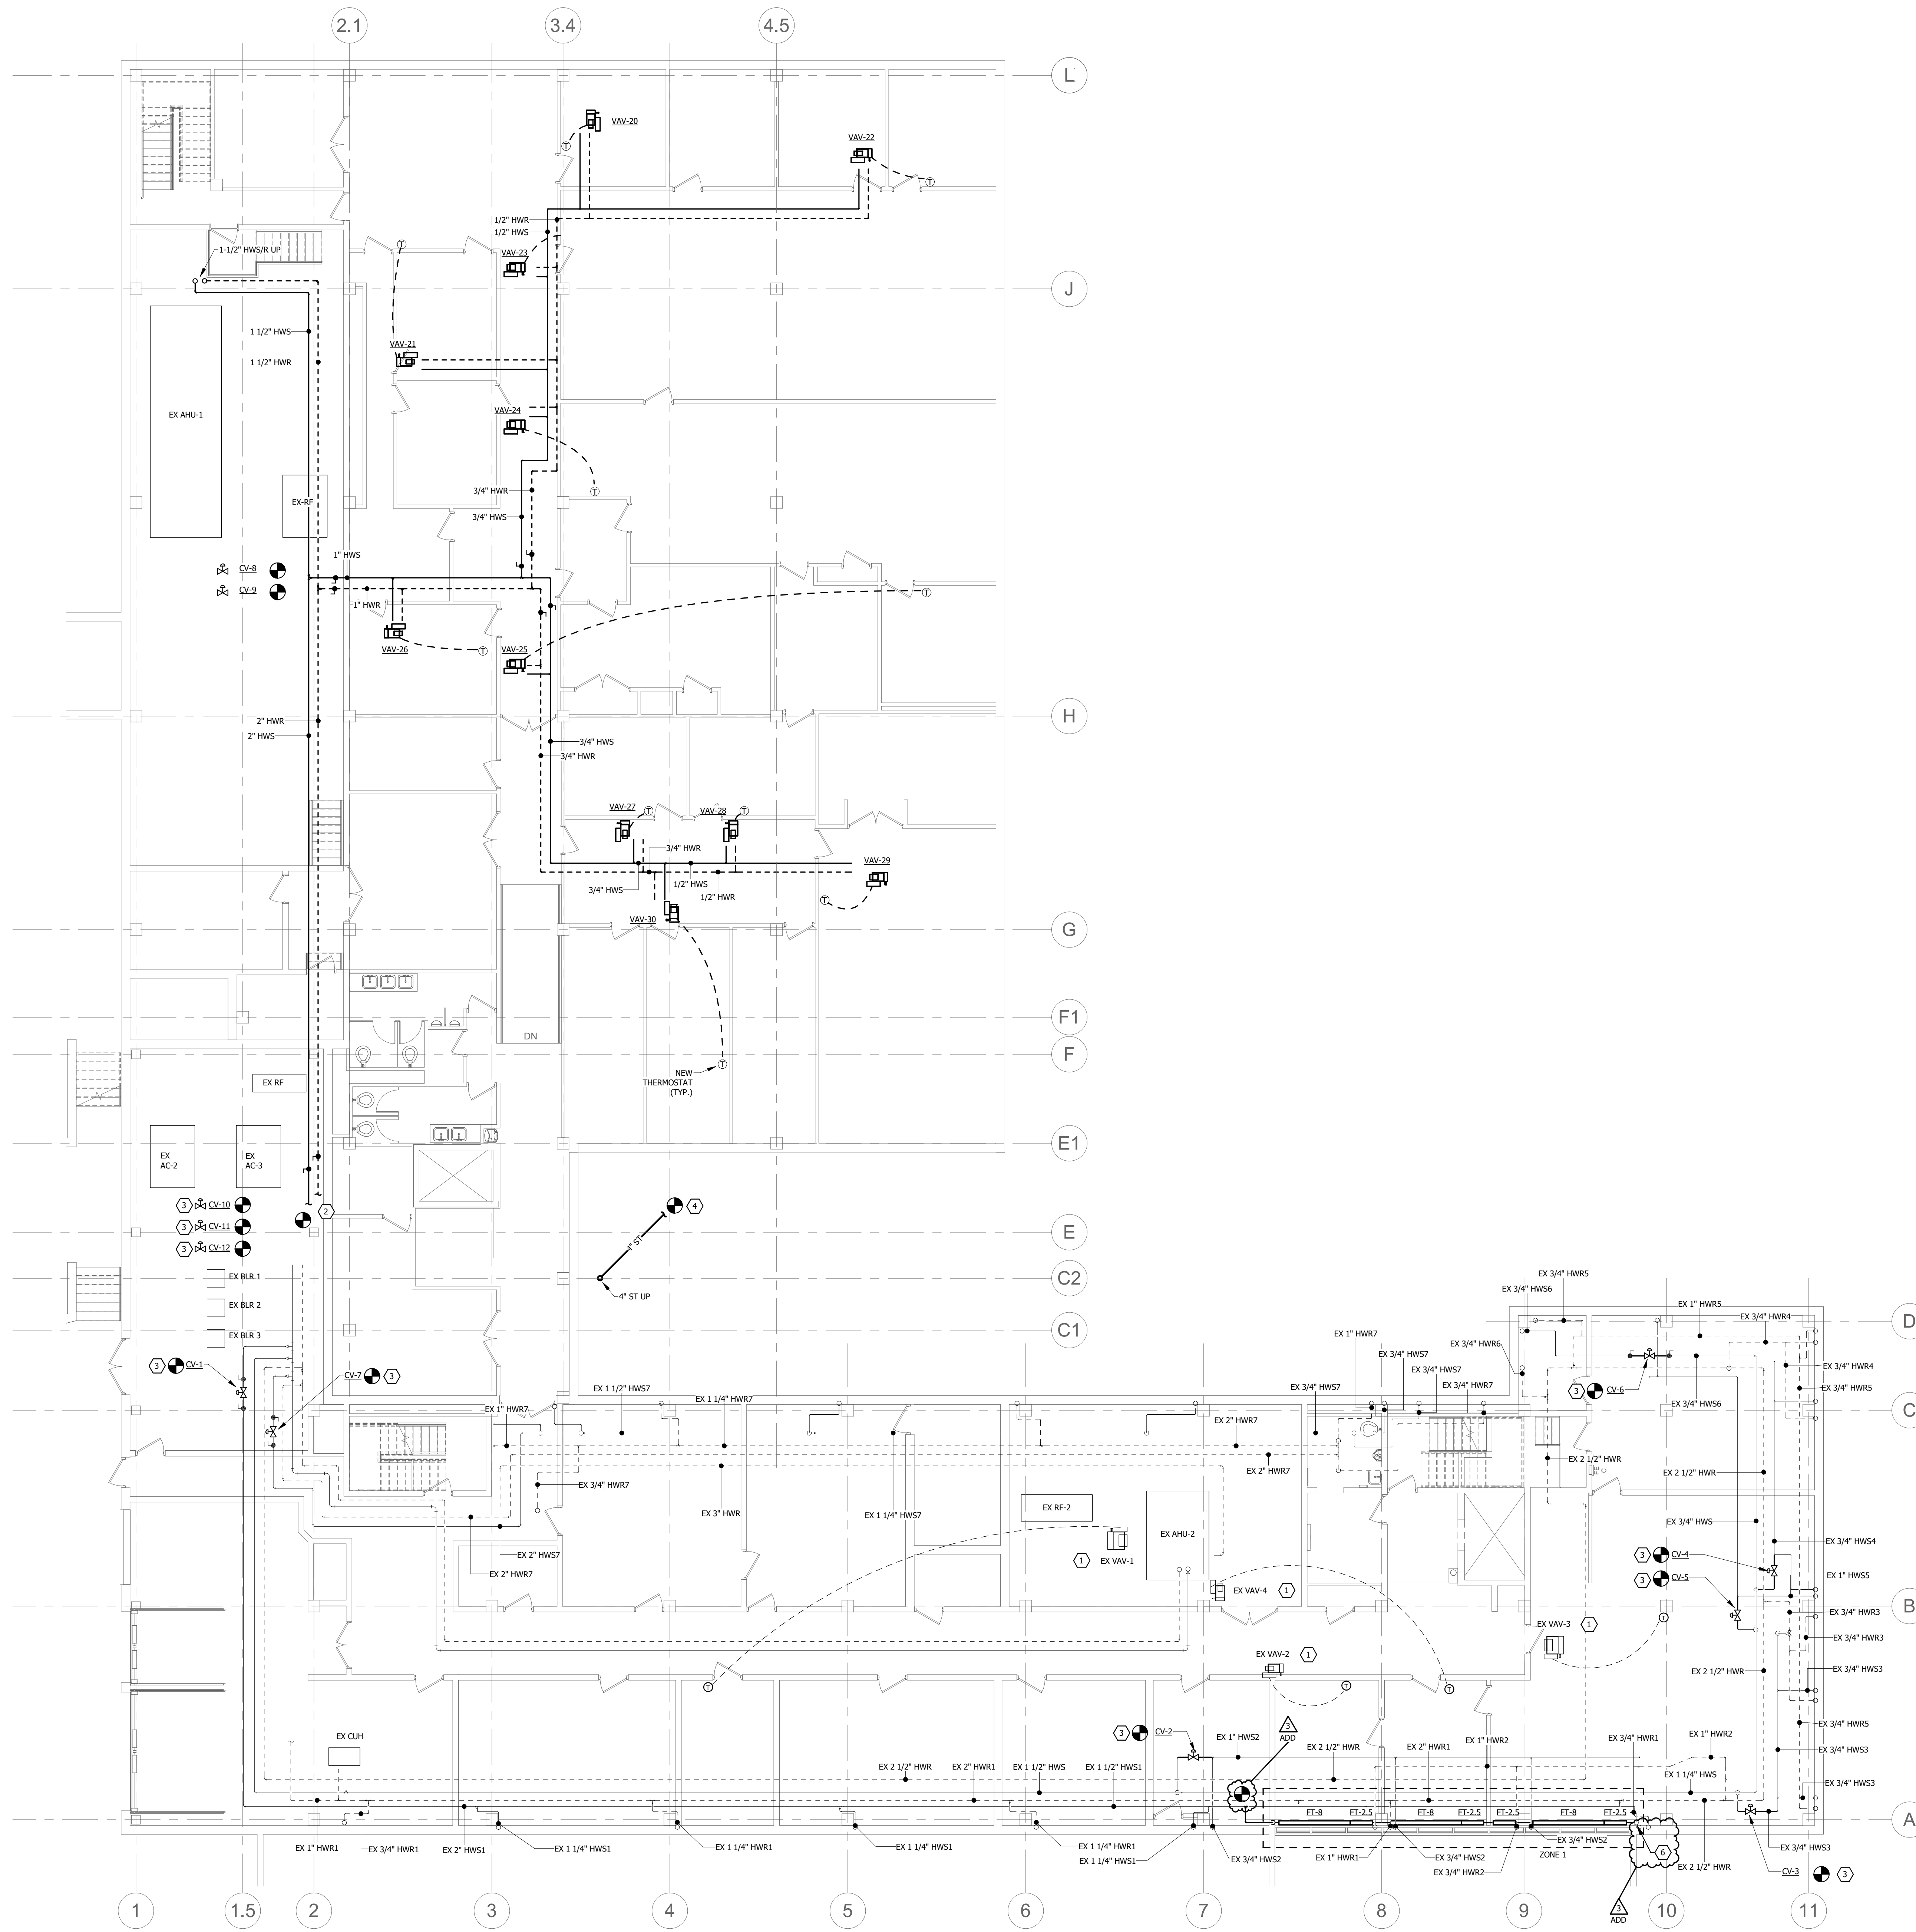 2.1
3.4
4.5
L
VAV-20
VAV-22
1/2" HWR
1/2" HWS
1-1/2" HWS/R UP
VAV-23
J
1 1/2" HWS
VAV-21
1 1/2" HWR
EX AHU-1
VAV-24
3/4" HWR
EX-RF
3/4" HWS
1" HWS
CV-8
CV-9
1" HWR
VAV-26
VAV-25
H
2" HWR
2" HWS
3/4" HWS
3/4" HWR
VAV-27
VAV-28
3/4" HWR
VAV-29
3/4" HWS
1/2" HWS
1/2" HWR
VAV-30
G
F1
DN
F
EX RF
NEW
THERMOSTAT
(TYP.)
E1
EX
AC-2
EX
AC-3
3 CV-10
3 CV-11
3 CV-12
2
4
4" ST
E
EX BLR 1
EX BLR 2
EX BLR 3
C2
4" ST UP
C1
3 CV-1
CV-7 3
EX 3/4" HWR5
EX 3/4" HWS6
EX 1" HWR5
EX 3/4" HWR4
D
EX 1" HWR7
EX 3/4" HWR6
EX 3/4" HWS7
EX 3/4" HWS7
EX 3/4" HWR4
EX 3/4" HWR7
EX 3/4" HWS7
EX 3/4" HWR5
3 CV-6
EX 3/4" HWS6
EX 1 1/2" HWS7
EX 1 1/4" HWR7
EX 1" HWR7
C
EX 2" HWR7
EX 2 1/2" HWR
EX 2" HWR7
EX 2 1/2" HWR
EX 3/4" HWR7
EX 3" HWR
EX 1 1/4" HWS7
EX RF-2
EX AHU-2
EX 3/4" HWS
EX 3/4" HWS4
EX 2" HWS7
EX 2" HWR7
1 EX VAV-1
3 CV-4
3 CV-5
EX 1" HWS5
EX VAV-4 1
B
EX 3/4" HWR3
EX VAV-3 1
EX 3/4" HWR3
EX VAV-2 1
EX 2 1/2" HWR
EX 3/4" HWS3
EX CUH
3 CV-2
EX 1" HWS2
3
ADD
EX 2 1/2" HWR
EX 2" HWR1
EX 1" HWR2
EX 3/4" HWR1
EX 1" HWR2
EX 3/4" HWR5
EX 3/4" HWS3
EX 2 1/2" HWR
EX 2" HWR1
EX 1 1/2" HWS
EX 1 1/2" HWS1
EX 1 1/4" HWS
EX 3/4" HWS3
FT-8
FT-2.5
FT-8
FT-2.5
FT-2.5
FT-8
FT-2.5
A
EX 1" HWR1
EX 3/4" HWR1
EX 2" HWS1
EX 1 1/4" HWS1
EX 1 1/4" HWR1
EX 1 1/4" HWS1
EX 1 1/4" HWR1
EX 1 1/4" HWS1
EX 3/4" HWS2
EX 1" HWR1
EX 3/4" HWS2
EX 3/4" HWR2
EX 3/4" HWS2
ZONE 1
6
EX 2 1/2" HWR
EX 3/4" HWS3
CV-3 3
3
ADD
1
1.5
2
3
4
5
6
7
8
9
10
11